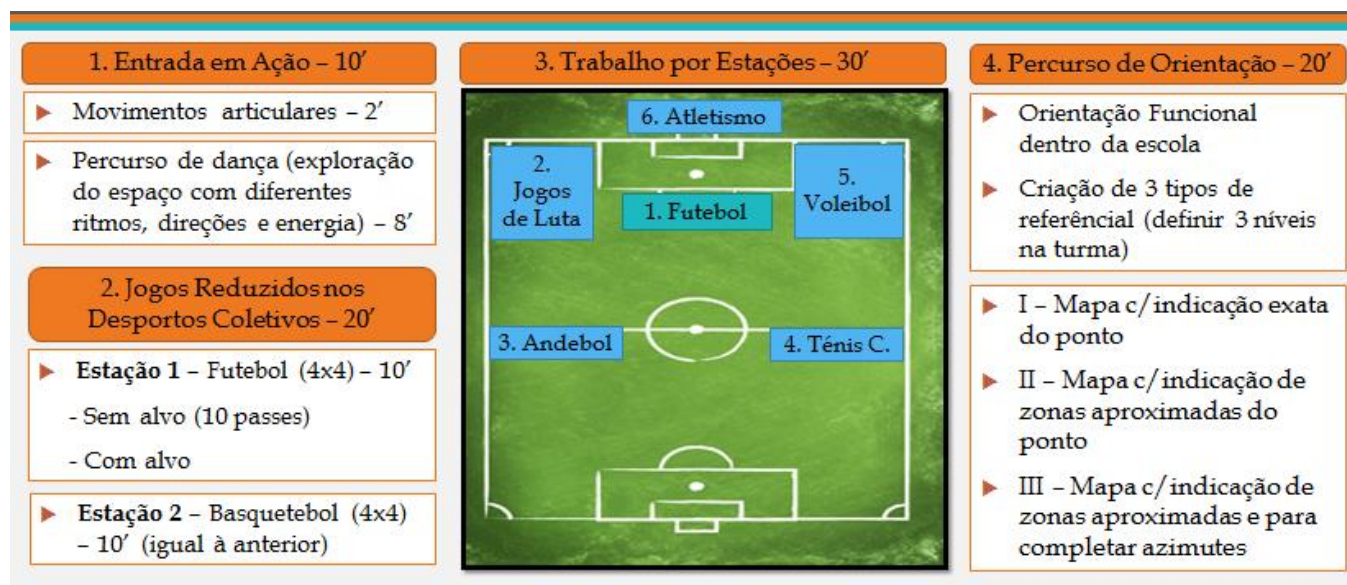 1. Entrada em Ação – 10’
► Movimentos articulares – 2’
► Percurso de dança (exploração
do espaço com diferentes
ritmos, direções e energia) – 8’
2. Jogos Reduzidos nos
Desportos Coletivos – 20’
► Estação 1 – Futebol (4x4) – 10’
- Sem alvo (10 passes)
- Com alvo
► Estação 2 – Basquetebol (4x4)
– 10’ (igual à anterior)
3. Trabalho por Estações – 30’
6. Atletismo
2.
Jogos
de Luta
1. Futebol
5.
Voleibol
3. Andebol
4. Ténis C.
4. Percurso de Orientação – 20’
► Orientação Funcional
dentro da escola
► Criação de 3 tipos de
referêncial (definir 3 níveis
na turma)
► I – Mapa c/indicação exata
do ponto
► II – Mapa c/indicação de
zonas aproximadas do
ponto
► III – Mapa c/indicação de
zonas aproximadas e para
completar azimutes